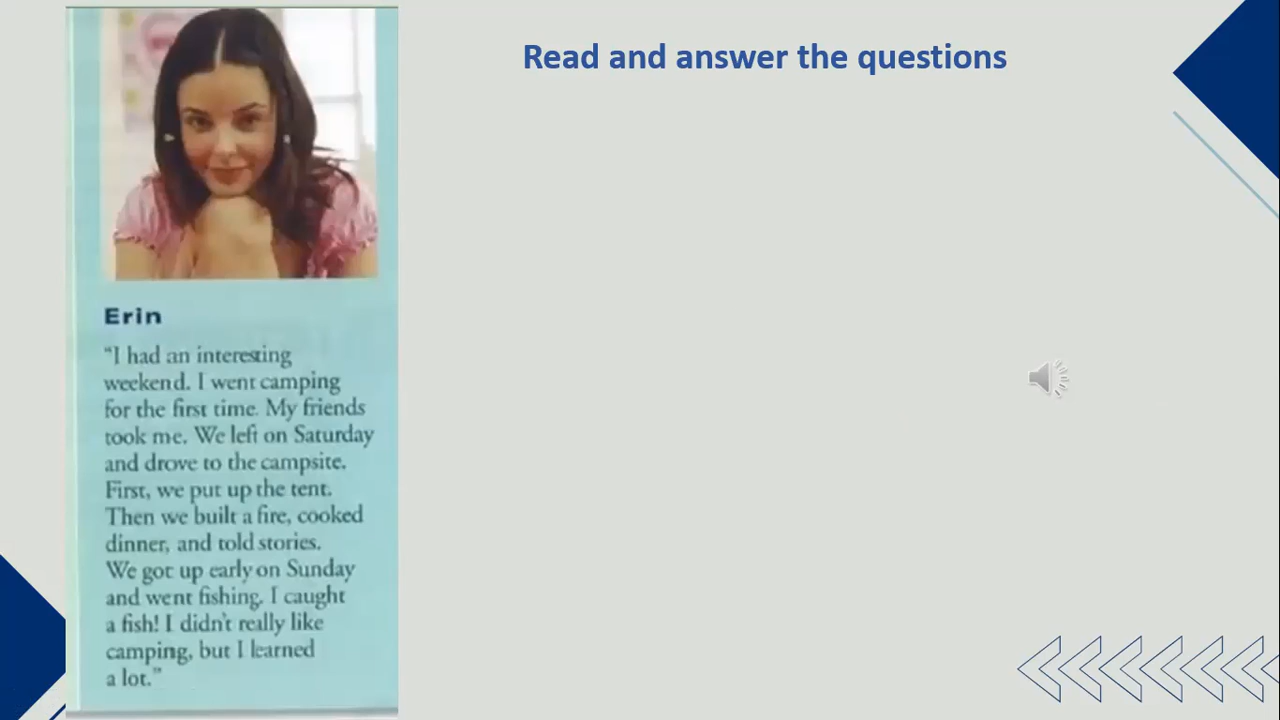 Read and answer the questions
Erin
"I had an interesting
weekend. I went camping
for the first time. My friends
took me. We left on Saturday
and drove to the campsite.
First, we put up the tent.
Then we built a fire, cooked
dinner, and told stories.
We got up early on Sunday
and went fishing. I caught
a fish! I didn't really like
camping, but I learned
a lot."